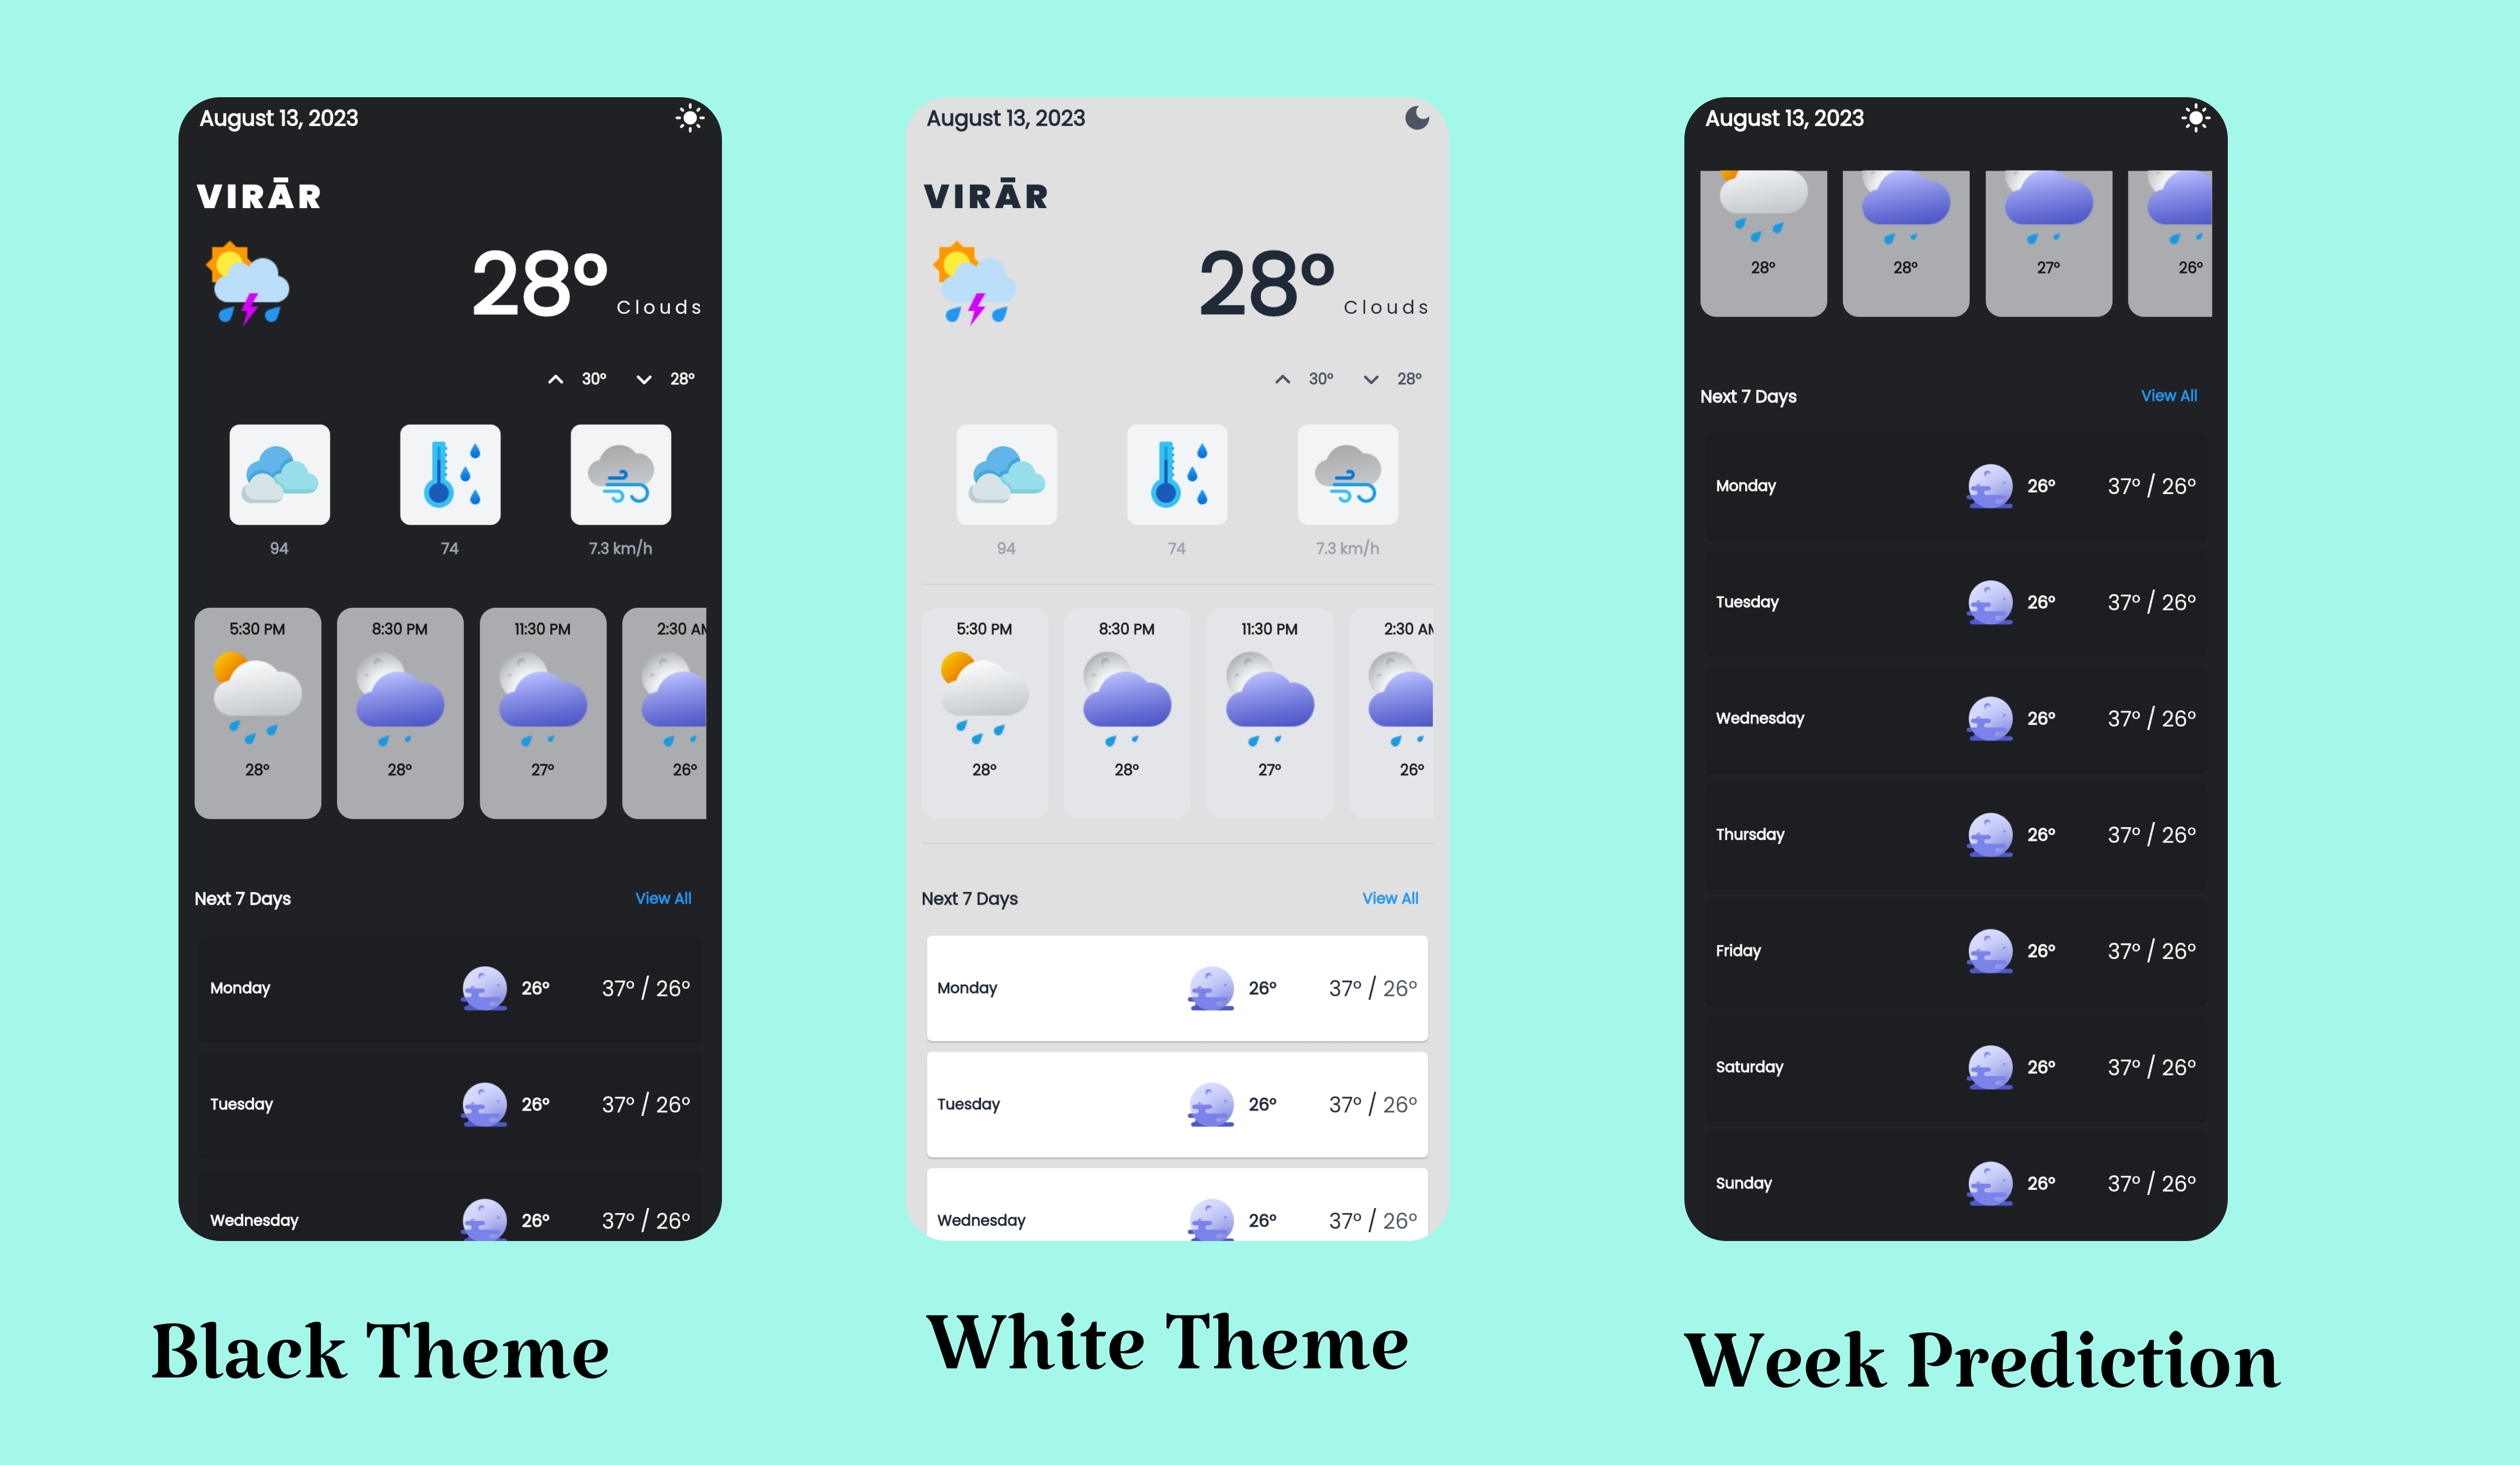 August 13, 2023
VIRĀR
28° Clouds
30° 28°
94 74 7.3 km/h
5:30 PM 8:30 PM 11:30 PM 2:30 AM
28° 28° 27° 26°
Next 7 Days View All
Monday 26° 37° / 26°
Tuesday 26° 37° / 26°
Wednesday 26° 37° / 26°
Black Theme
August 13, 2023
VIRĀR
28° Clouds
30° 28°
94 74 7.3 km/h
5:30 PM 8:30 PM 11:30 PM 2:30 AM
28° 28° 27° 26°
Next 7 Days View All
Monday 26° 37° / 26°
Tuesday 26° 37° / 26°
Wednesday 26° 37° / 26°
White Theme
August 13, 2023
28° 28° 27° 26°
Next 7 Days View All
Monday 26° 37° / 26°
Tuesday 26° 37° / 26°
Wednesday 26° 37° / 26°
Thursday 26° 37° / 26°
Friday 26° 37° / 26°
Saturday 26° 37° / 26°
Sunday 26° 37° / 26°
Week Prediction